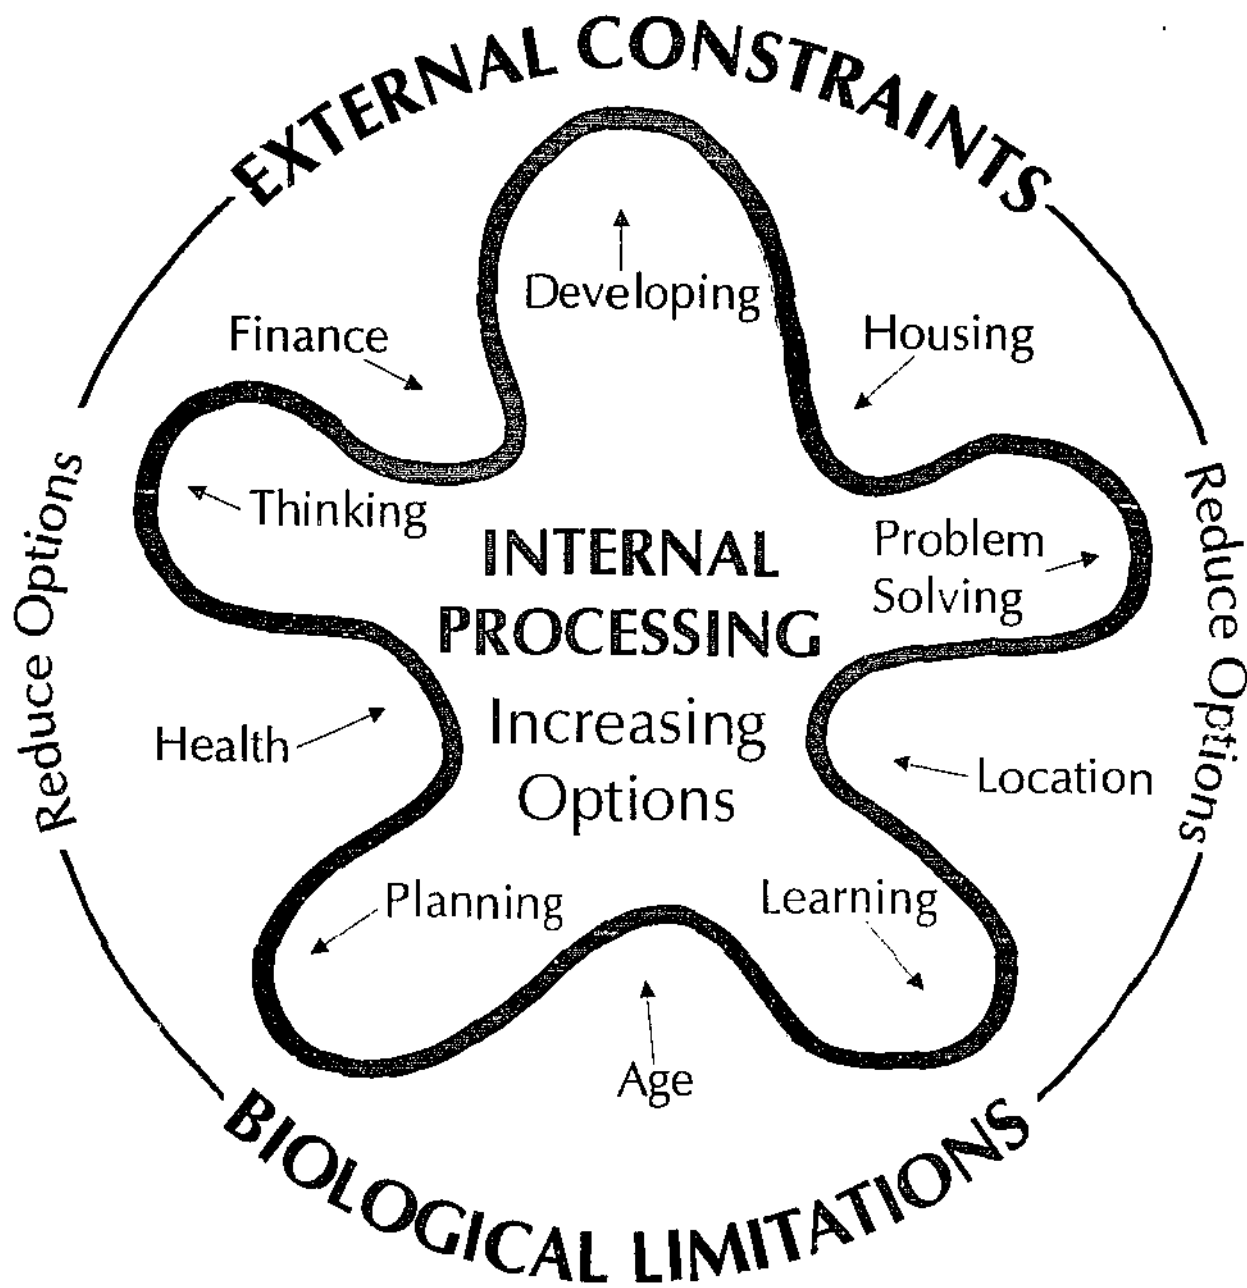 EXTERNAL CONSTRAINTS
Developing
Finance
Housing
Thinking
Reduce Options
Reduce Options
INTERNAL
PROCESSING
Problem
Solving
Increasing
Options
Health
Location
Planning
Learning
Age
BIOLOGICAL LIMITATIONS